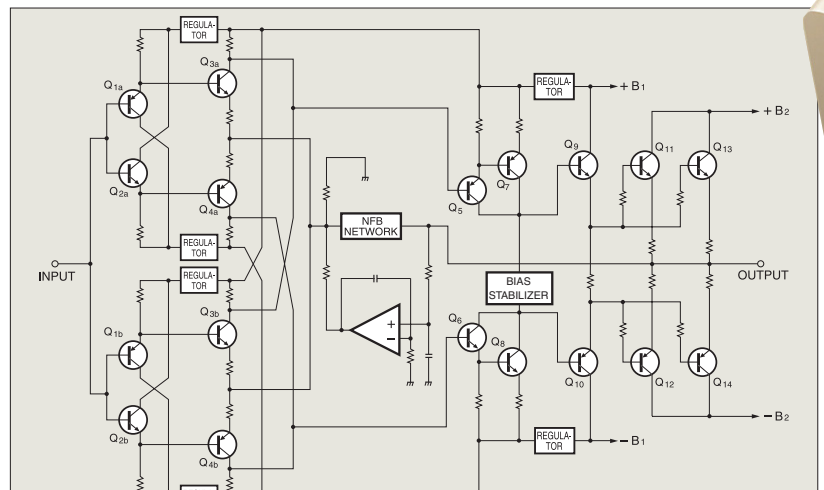 REGULA-
TOR
Q1a
Q3a
Q2a
Q4a
REGULA-
TOR
INPUT
REGULA-
TOR
Q1b
Q3b
Q2b
Q4b
NFB
NETWORK
+
−
REGULA-
TOR
+B1
+B2
Q5
Q7
Q9
Q11
Q13
BIAS
STABILIZER
OUTPUT
Q6
Q8
Q10
Q12
Q14
REGULA-
TOR
−B1
−B2